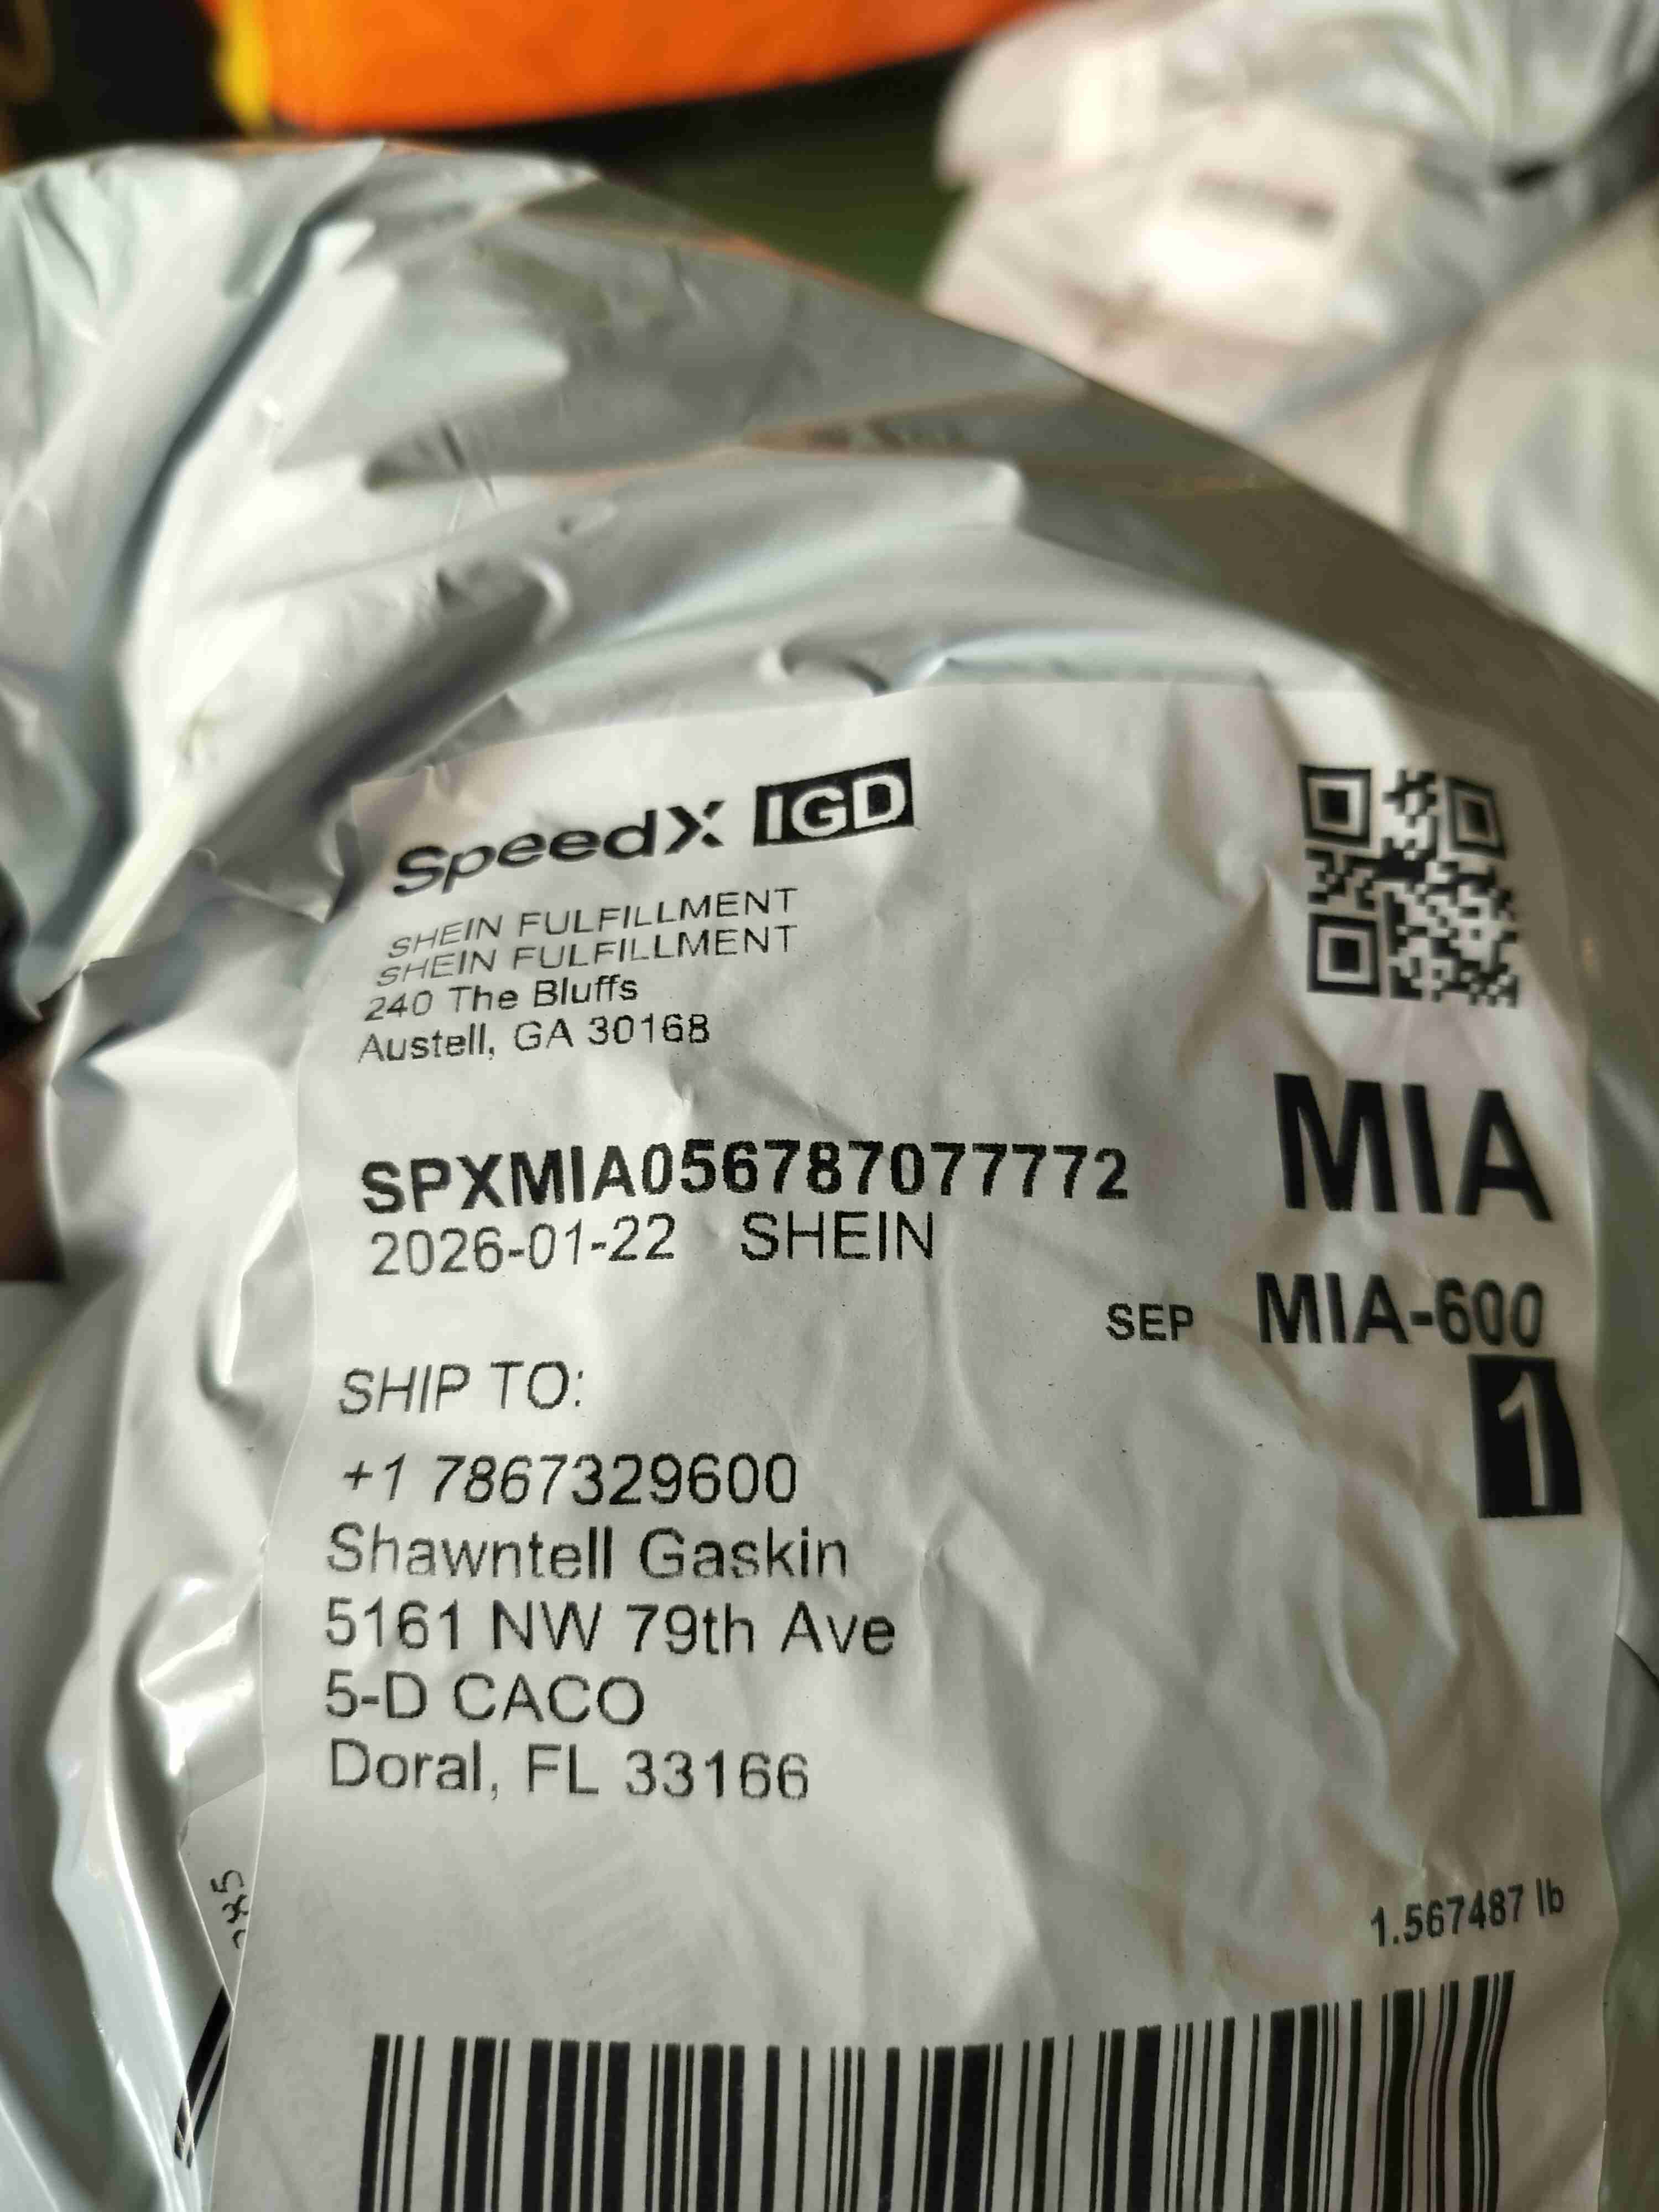 SpeedX IGD
SHEIN FULFILLMENT
SHEIN FULFILLMENT
240 The Bluffs
Austell, GA 30168
SPXMIA056787077772
2026-01-22 SHEIN
MIA
SEP MIA-600
1
SHIP TO:
+1 7867329600
Shawntell Gaskin
5161 NW 79th Ave
5-D CACO
Doral, FL 33166
1.567487 lb